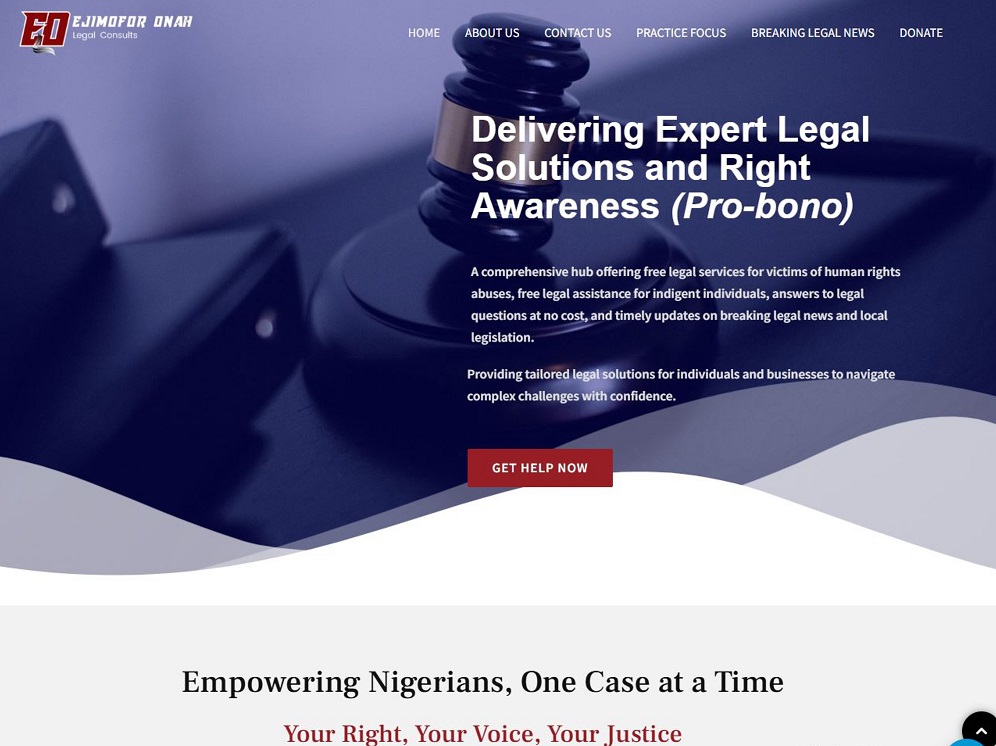 EO EJIMOFOR ONAH
Legal Consults
HOME ABOUT US CONTACT US PRACTICE FOCUS BREAKING LEGAL NEWS DONATE
Delivering Expert Legal
Solutions and Right
Awareness (Pro-bono)
A comprehensive hub offering free legal services for victims of human rights
abuses, free legal assistance for indigent individuals, answers to legal
questions at no cost, and timely updates on breaking legal news and local
legislation.
Providing tailored legal solutions for individuals and businesses to navigate
complex challenges with confidence.
GET HELP NOW
Empowering Nigerians, One Case at a Time
Your Right, Your Voice, Your Justice